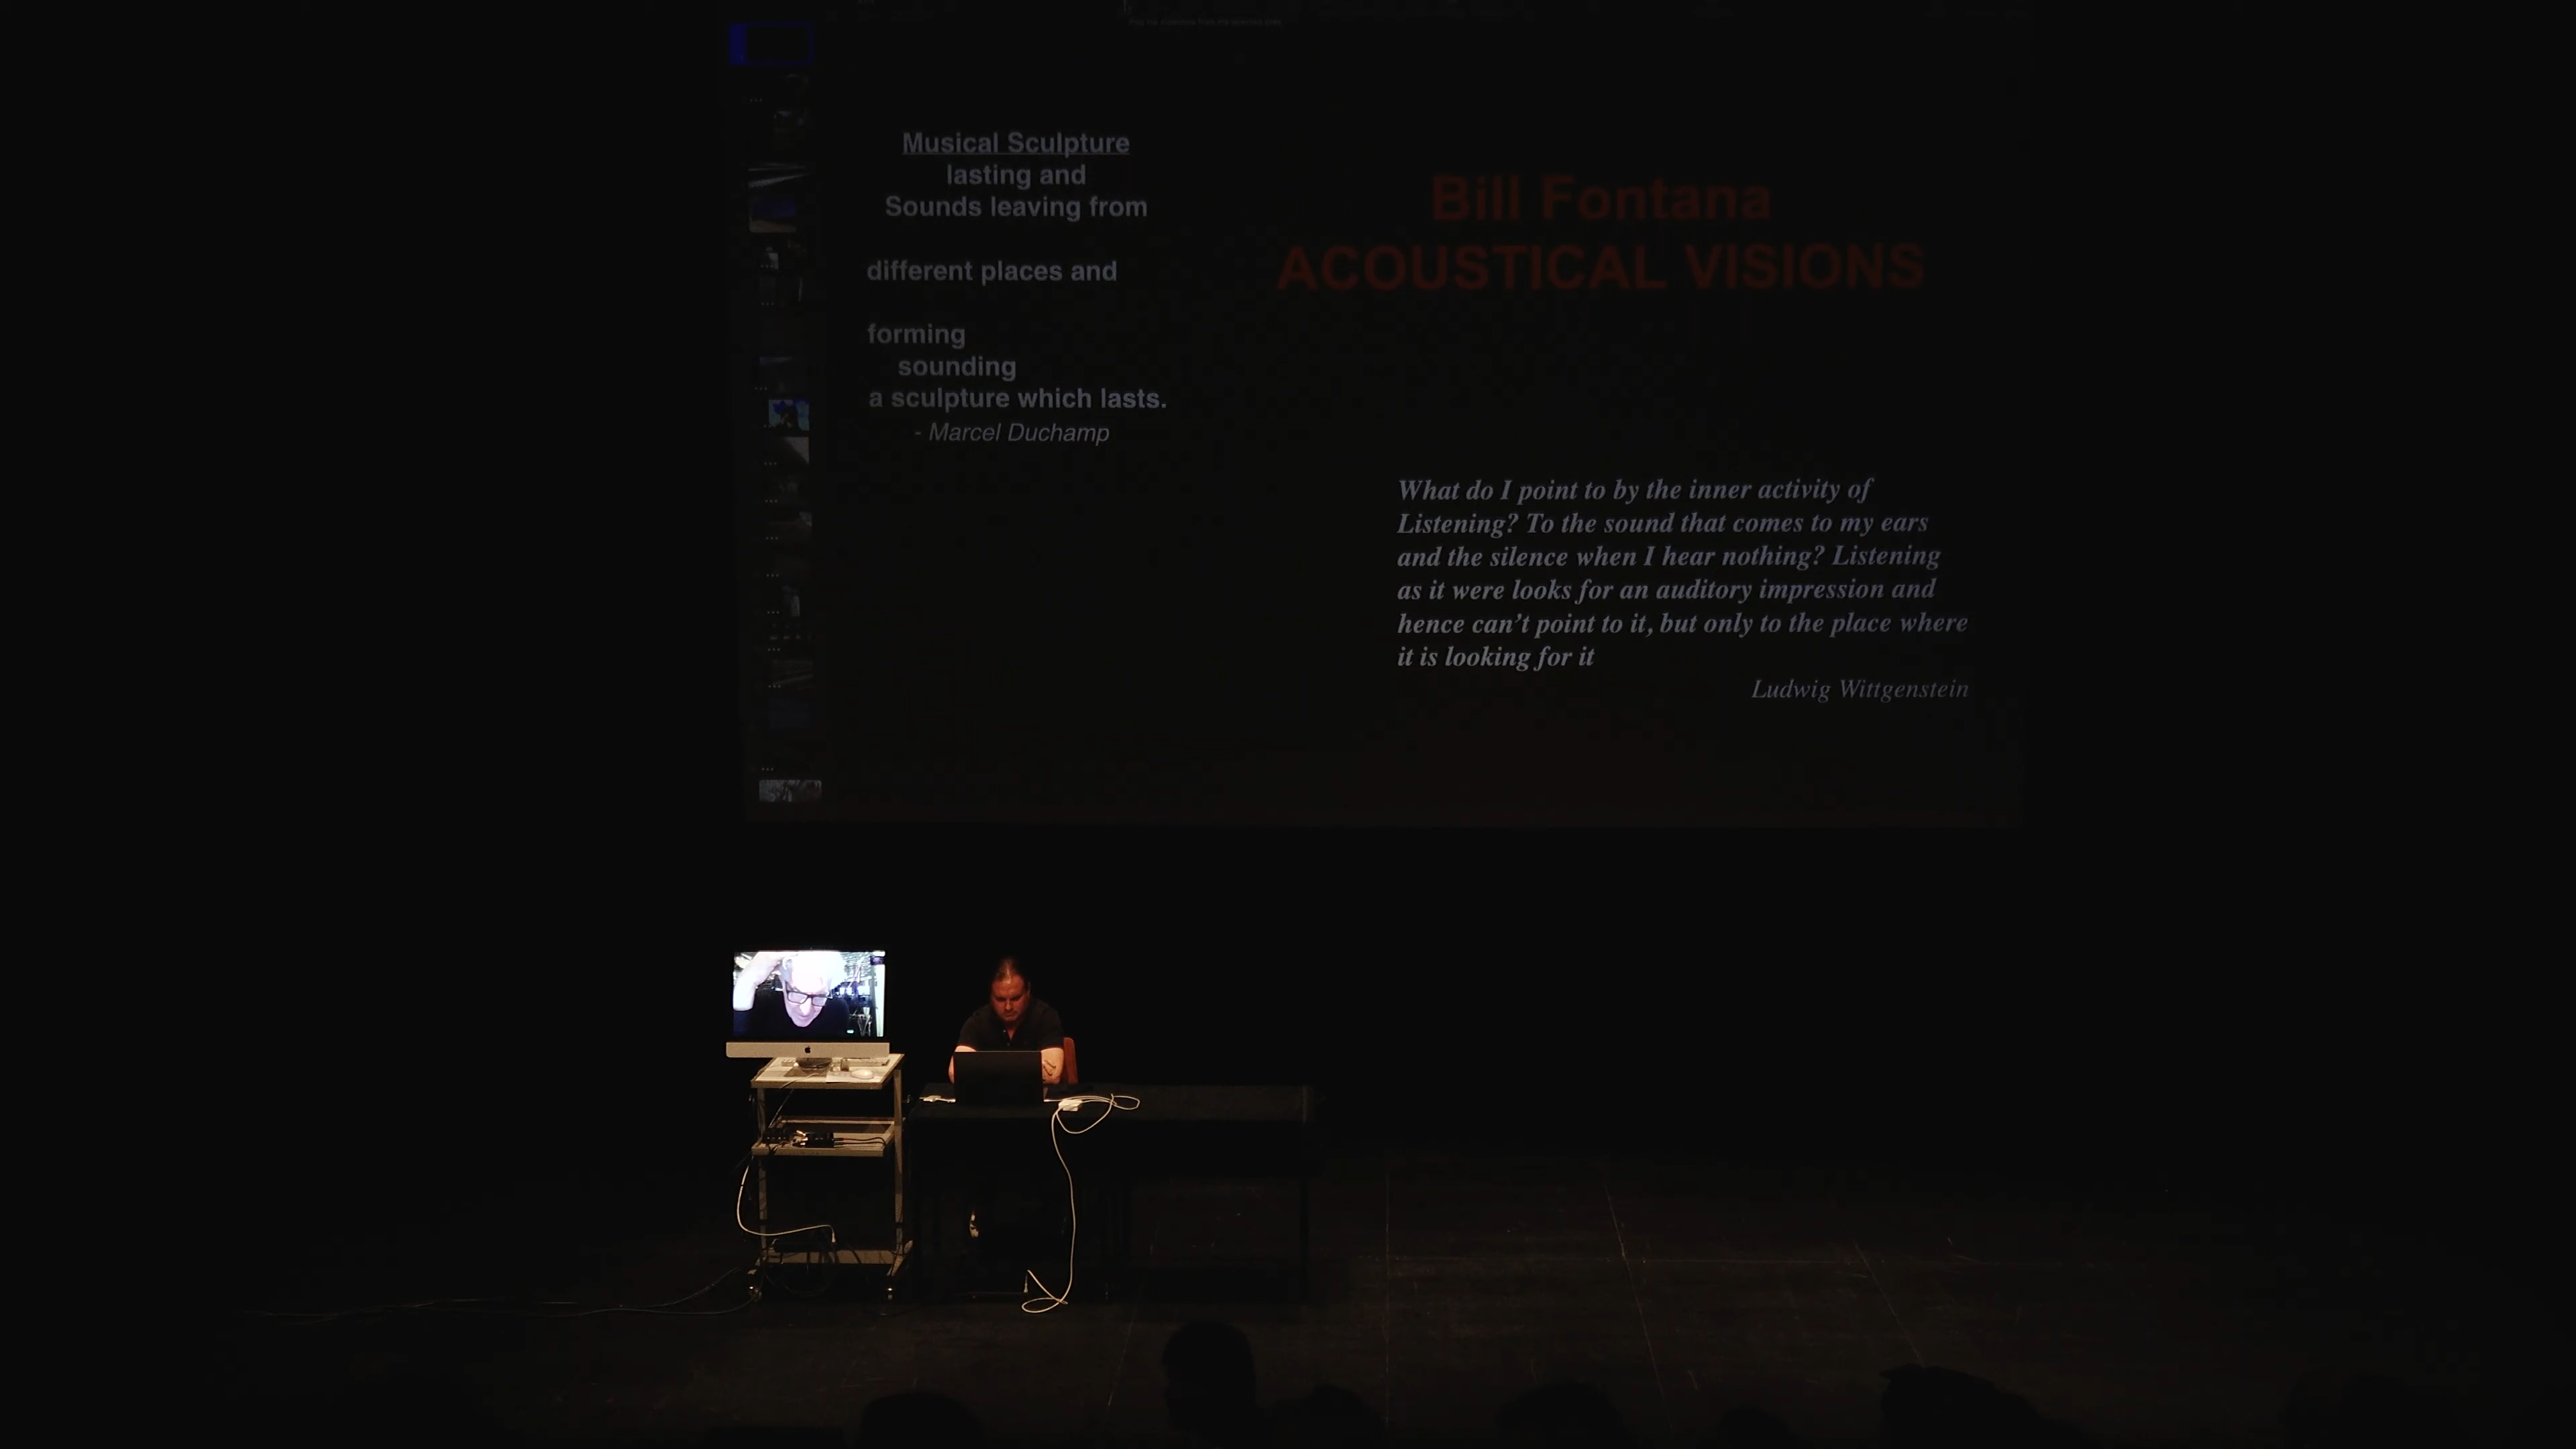 Musical Sculpture
lasting and
Sounds leaving from
different places and
forming
sounding
a sculpture which lasts.
- Marcel Duchamp
Bill Fontana
ACOUSTICAL VISIONS
What do I point to by the inner activity of
Listening? To the sound that comes to my ears
and the silence when I hear nothing? Listening
as it were looks for an auditory impression and
hence can’t point to it, but only to the place where
it is looking for it
Ludwig Wittgenstein